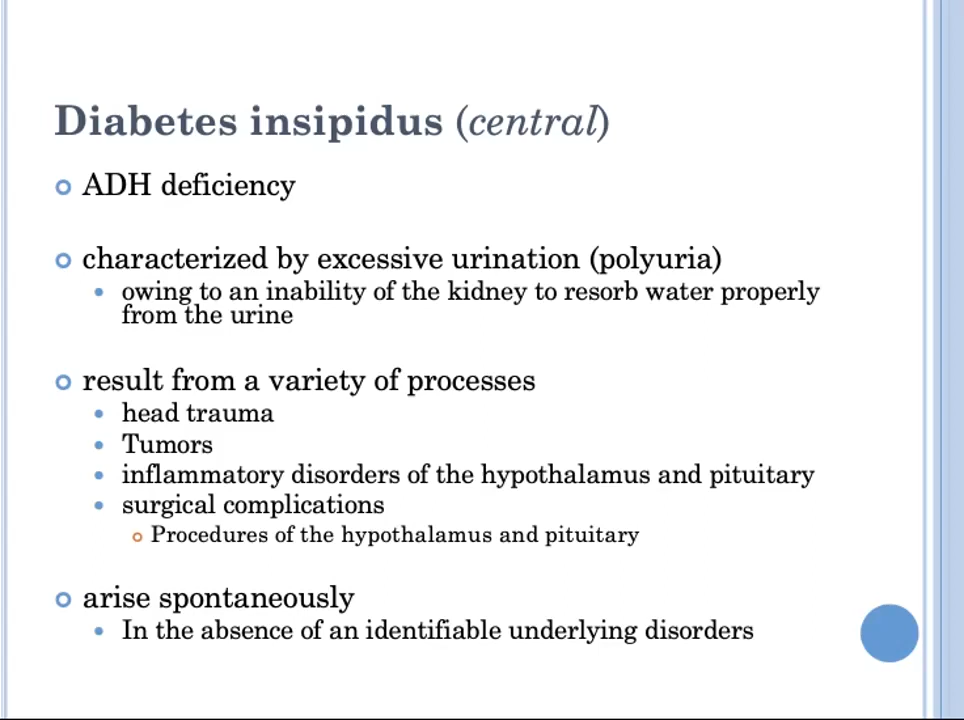 Diabetes insipidus (central)
ADH deficiency
characterized by excessive urination (polyuria)
owing to an inability of the kidney to resorb water properly
from the urine
result from a variety of processes
head trauma
Tumors
inflammatory disorders of the hypothalamus and pituitary
surgical complications
Procedures of the hypothalamus and pituitary
arise spontaneously
In the absence of an identifiable underlying disorders